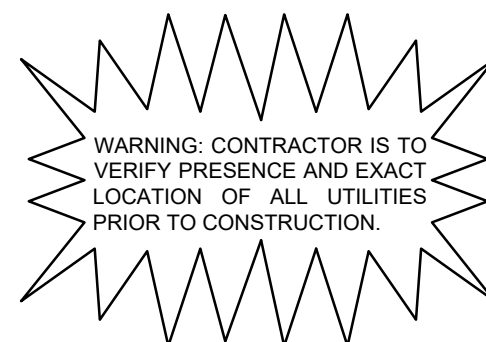 WARNING: CONTRACTOR IS TO
VERIFY PRESENCE AND EXACT
LOCATION OF ALL UTILITIES
PRIOR TO CONSTRUCTION.